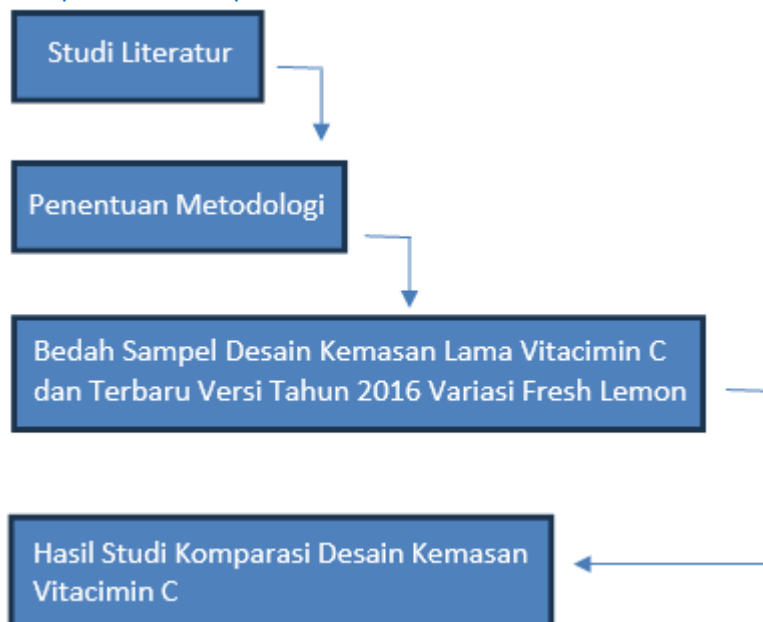 Studi Literatur
Penentuan Metodologi
Bedah Sampel Desain Kemasan Lama Vitacimin C
dan Terbaru Versi Tahun 2016 Variasi Fresh Lemon
Hasil Studi Komparasi Desain Kemasan
Vitacimin C